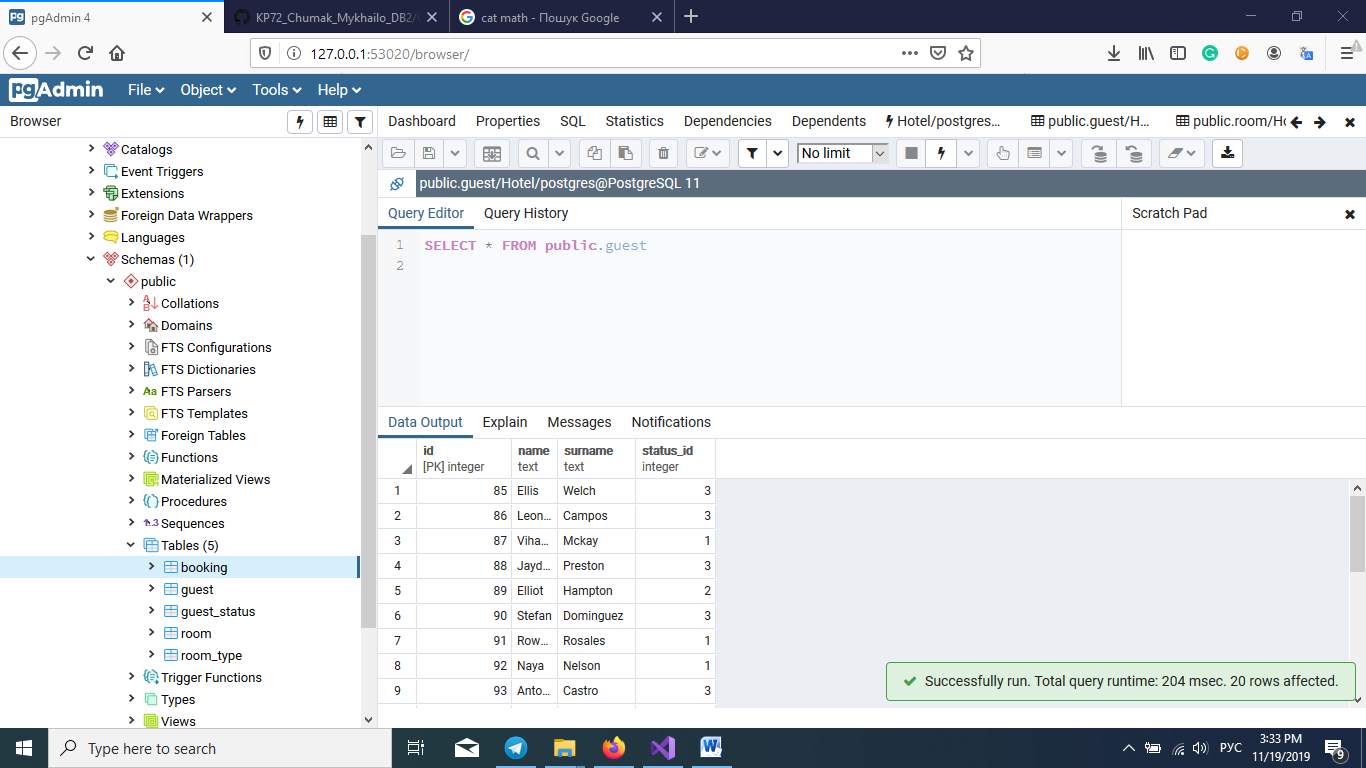 pgAdmin 4
KP72_Chumak_Mykhailo_DB2/
cat math - Пошук Google
127.0.0.1:53020/browser/
pgAdmin File Object Tools Help
Browser
Dashboard Properties SQL Statistics Dependencies Dependents Hotel/postgres... public.guest/H... public.room/Ho
No limit
public.guest/Hotel/postgres@PostgreSQL 11
Query Editor Query History Scratch Pad
1 SELECT * FROM public.guest
2
Catalogs
Event Triggers
Extensions
Foreign Data Wrappers
Languages
Schemas (1)
public
Collations
Domains
FTS Configurations
FTS Dictionaries
Aa FTS Parsers
FTS Templates
Foreign Tables
Functions
Materialized Views
Procedures
1..3 Sequences
Tables (5)
booking
guest
guest_status
room
room_type
Trigger Functions
Types
Views
Data Output Explain Messages Notifications
id name surname status_id
[PK] integer text text integer
1 85 Ellis Welch 3
2 86 Leon... Campos 3
3 87 Viha... Mckay 1
4 88 Jayd... Preston 3
5 89 Elliot Hampton 2
6 90 Stefan Dominguez 3
7 91 Row... Rosales 1
8 92 Naya Nelson 1
9 93 Anto... Castro 3
Successfully run. Total query runtime: 204 msec. 20 rows affected.
Type here to search
РУС
3:33 PM
11/19/2019
9